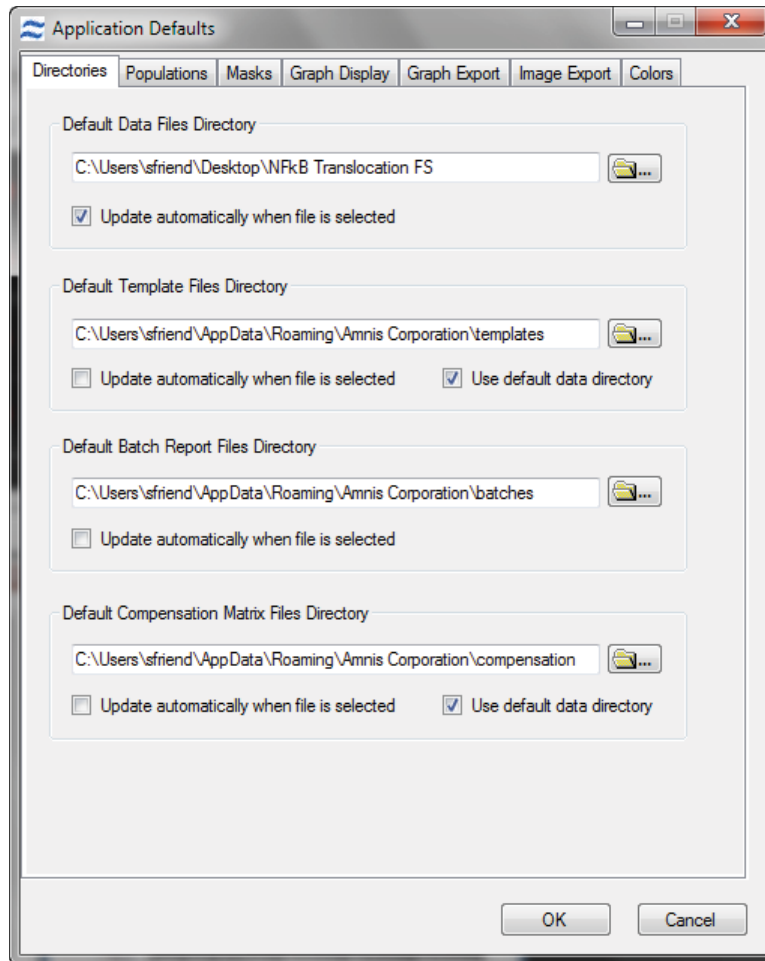 Application Defaults
Directories Populations Masks Graph Display Graph Export Image Export Colors
Default Data Files Directory
C:\Users\sfriend\Desktop\NFkB Translocation FS
...
Update automatically when file is selected
Default Template Files Directory
C:\Users\sfriend\AppData\Roaming\Amnis Corporation\templates
...
Update automatically when file is selected Use default data directory
Default Batch Report Files Directory
C:\Users\sfriend\AppData\Roaming\Amnis Corporation\batches
...
Update automatically when file is selected
Default Compensation Matrix Files Directory
C:\Users\sfriend\AppData\Roaming\Amnis Corporation\compensation
...
Update automatically when file is selected Use default data directory
OK Cancel